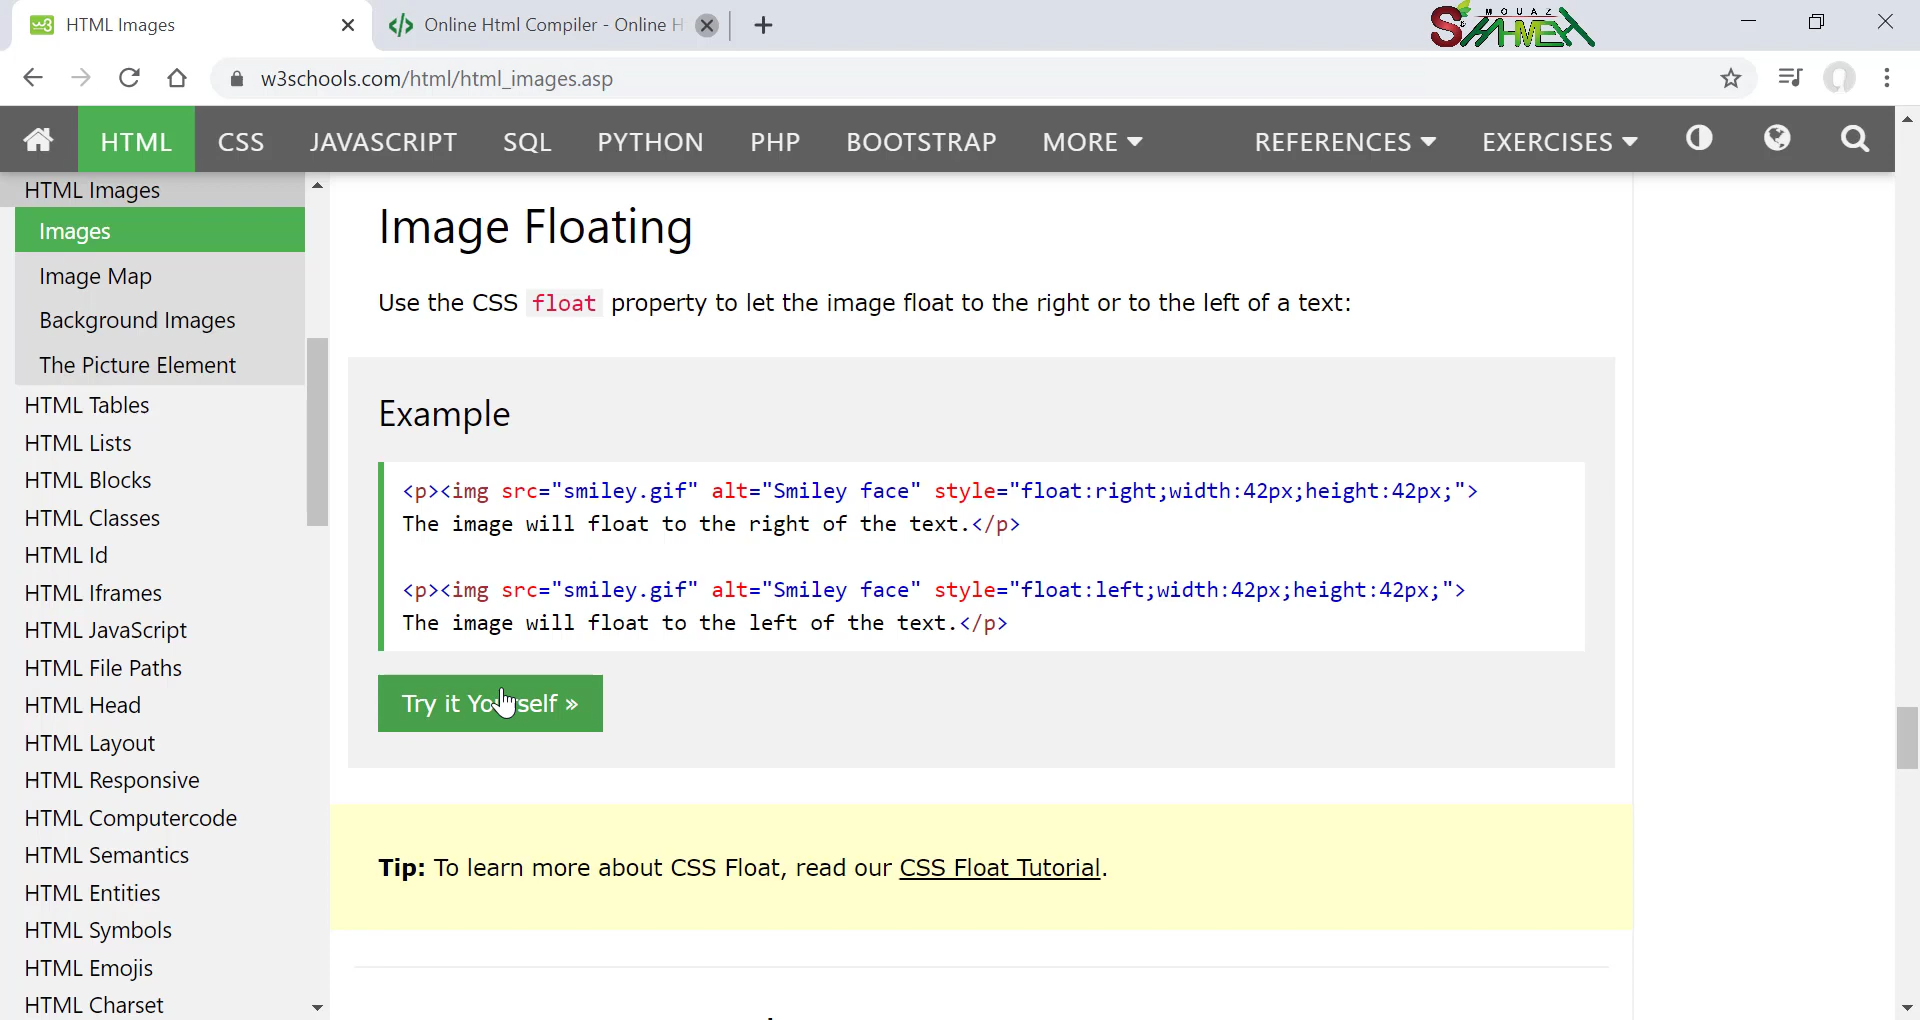 HTML Images
Online Html Compiler - Online H
MOUAZ
w3schools.com/html/html_images.asp
HTML
CSS
JAVASCRIPT
SQL
PYTHON
PHP
BOOTSTRAP
MORE
REFERENCES
EXERCISES
HTML Images
Images
Image Map
Background Images
The Picture Element
HTML Tables
HTML Lists
HTML Blocks
HTML Classes
HTML Id
HTML Iframes
HTML JavaScript
HTML File Paths
HTML Head
HTML Layout
HTML Responsive
HTML Computercode
HTML Semantics
HTML Entities
HTML Symbols
HTML Emojis
HTML Charset
Image Floating
Use the CSS float property to let the image float to the right or to the left of a text:
Example
<p><img src="smiley.gif" alt="Smiley face" style="float:right;width:42px;height:42px;">
The image will float to the right of the text.</p>
<p><img src="smiley.gif" alt="Smiley face" style="float:left;width:42px;height:42px;">
The image will float to the left of the text.</p>
Try it Yourself »
Tip: To learn more about CSS Float, read our CSS Float Tutorial.